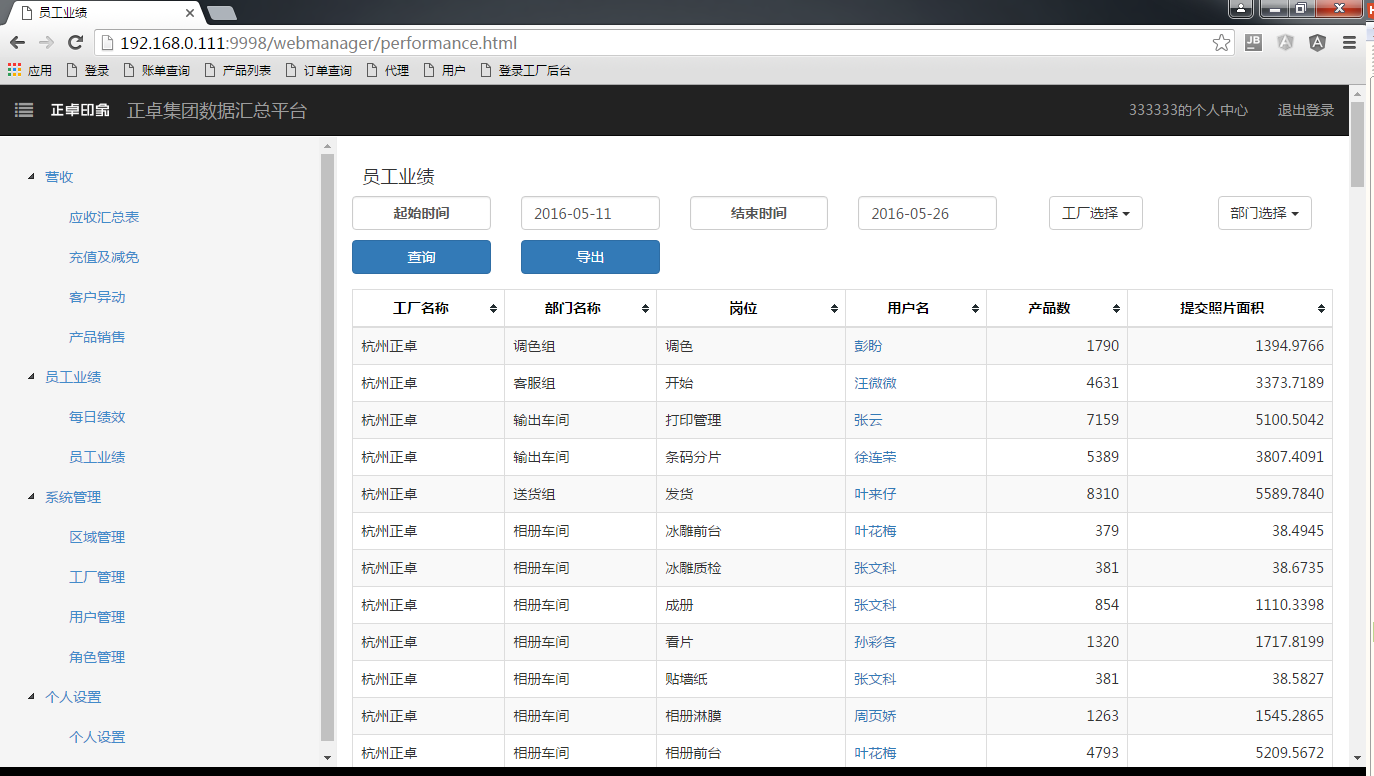 员工业绩
192.168.0.111:9998/webmanager/performance.html
JB
应用 登录 账单查询 产品列表 订单查询 代理 用户 登录工厂后台
正卓印象 正卓集团数据汇总平台 333333的个人中心 退出登录
营收
应收汇总表
充值及减免
客户异动
产品销售
员工业绩
每日绩效
员工业绩
系统管理
区域管理
工厂管理
用户管理
角色管理
个人设置
个人设置
员工业绩
起始时间 2016-05-11 结束时间 2016-05-26 工厂选择 部门选择
查询 导出
工厂名称 部门名称 岗位 用户名 产品数 提交照片面积
杭州正卓 调色组 调色 彭盼 1790 1394.9766
杭州正卓 客服组 开始 汪微微 4631 3373.7189
杭州正卓 输出车间 打印管理 张云 7159 5100.5042
杭州正卓 输出车间 条码分片 徐连荣 5389 3807.4091
杭州正卓 送货组 发货 叶来仔 8310 5589.7840
杭州正卓 相册车间 冰雕前台 叶花梅 379 38.4945
杭州正卓 相册车间 冰雕质检 张文科 381 38.6735
杭州正卓 相册车间 成册 张文科 854 1110.3398
杭州正卓 相册车间 看片 孙彩各 1320 1717.8199
杭州正卓 相册车间 贴墙纸 张文科 381 38.5827
杭州正卓 相册车间 相册淋膜 周页娇 1263 1545.2865
杭州正卓 相册车间 相册前台 叶花梅 4793 5209.5672